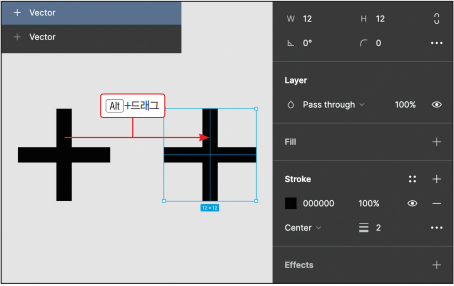 Vector
Vector
Alt +드래그
12 × 12
W 12 H 12
0° 0
Layer
Pass through 100%
Fill
Stroke
000000 100%
Center 2
Effects